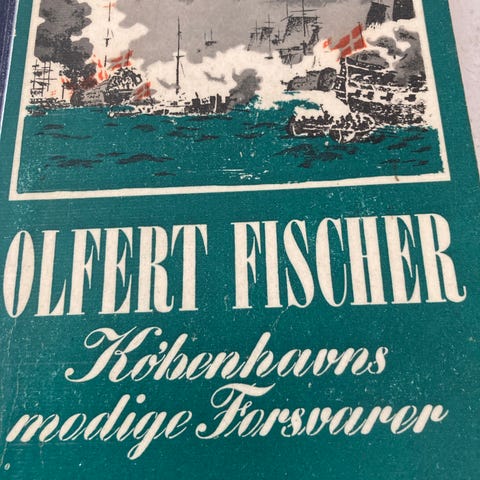 OLFERT FISCHER
Københavns
modige Forsvarer